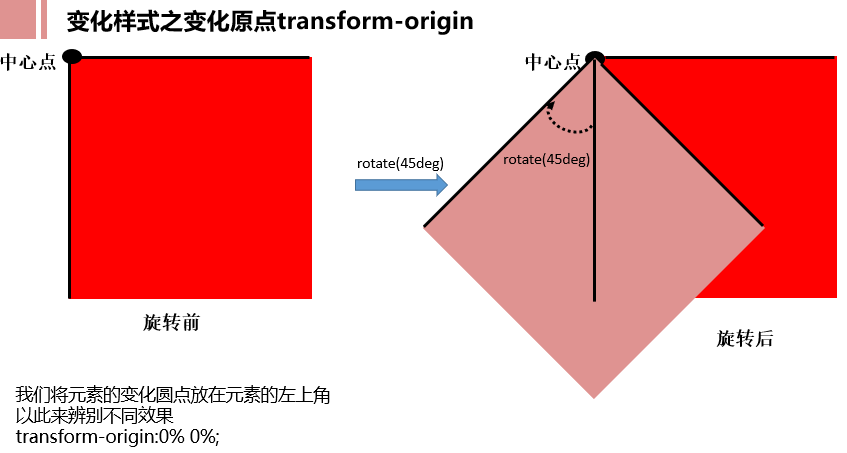 变化样式之变化原点transform-origin
中心点
中心点
rotate(45deg)
rotate(45deg)
旋转前
旋转后
我们将元素的变化圆点放在元素的左上角
以此来辨别不同效果
transform-origin:0% 0%;